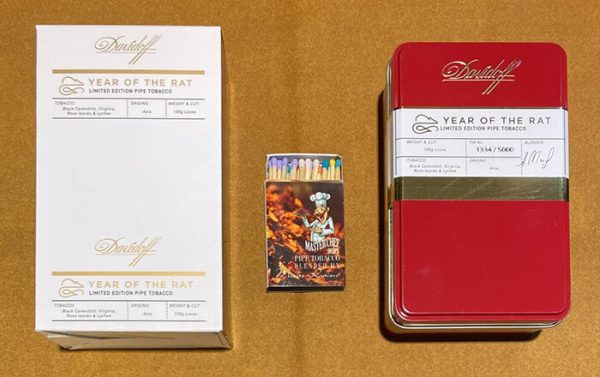 Davidoff
YEAR OF THE RAT
LIMITED EDITION PIPE TOBACCO
TOBACCO: ORIGINS: WEIGHT & CUT:
Black Cavendish, Virginia, Asia 100g Loose
Rose leaves & Lychee
Davidoff
YEAR OF THE RAT
LIMITED EDITION PIPE TOBACCO
TOBACCO: ORIGINS: WEIGHT & CUT:
Black Cavendish, Virginia, Asia 100g Loose
Rose leaves & Lychee
MASTERCHEF
PIPE TOBACCO
BLENDED BY
Davidoff
YEAR OF THE RAT
LIMITED EDITION PIPE TOBACCO
WEIGHT & CUT: TIN No BLENDER
100g Loose 1334/5000
TOBACCO: ORIGINS
Black Cavendish, Virginia, Asia
Rose leaves & Lychee